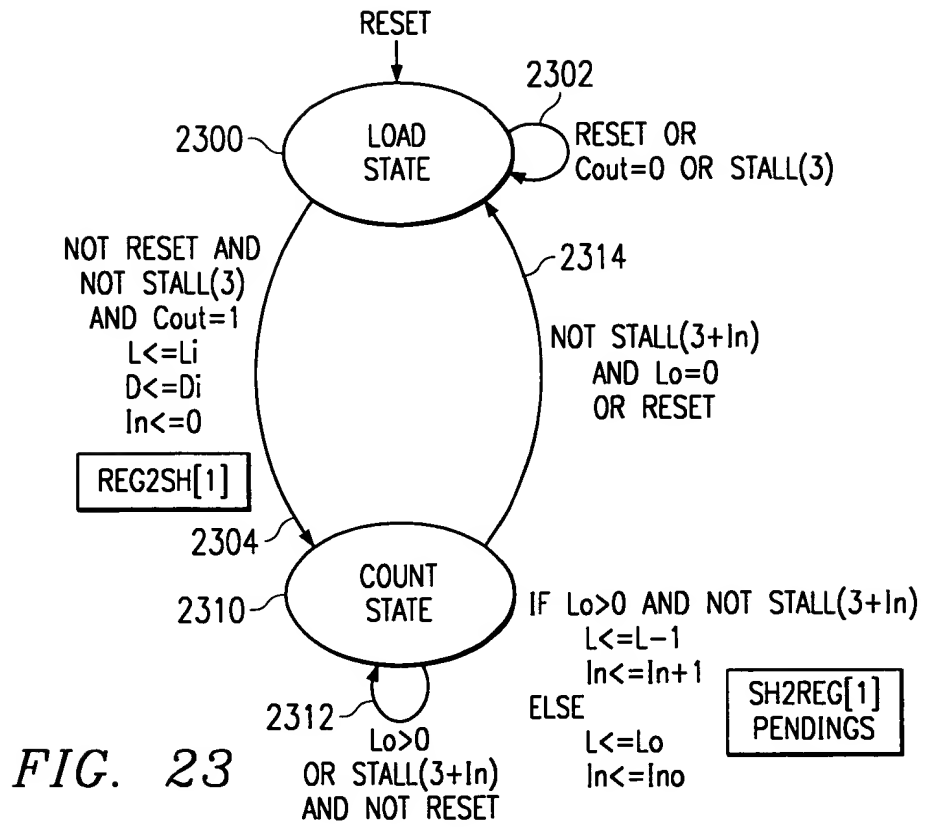 RESET
2302
2300
LOAD
STATE
RESET OR
Cout=0 OR STALL(3)
NOT RESET AND
NOT STALL(3)
AND Cout=1
L<=Li
D<=Di
In<=0
REG2SH[1]
2304
2314
NOT STALL(3+In)
AND Lo=0
OR RESET
2310
COUNT
STATE
IF Lo>0 AND NOT STALL(3+In)
L<=L-1
In<=In+1
ELSE
L<=Lo
In<=Ino
SH2REG[1]
PENDINGS
2312
Lo>0
OR STALL(3+In)
AND NOT RESET
FIG. 23